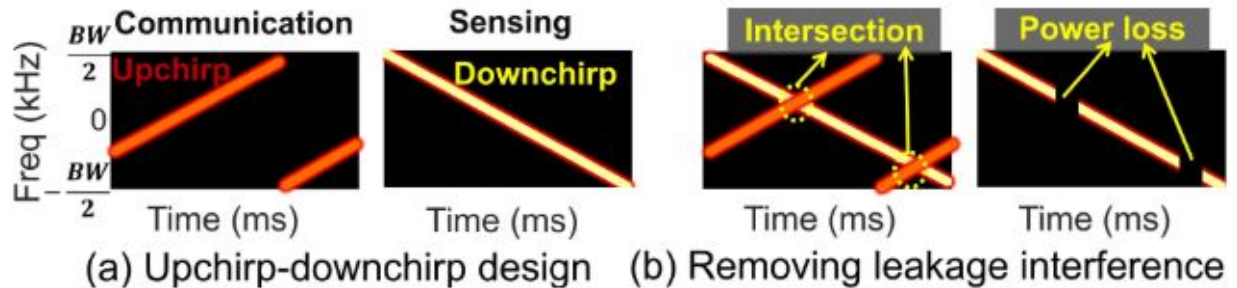 Communication
Sensing
Intersection
Power loss
BW
2
Upchirp
Downchirp
Freq (kHz)
0
BW
− 2
Time (ms)
Time (ms)
Time (ms)
Time (ms)
(a) Upchirp-downchirp design
(b) Removing leakage interference